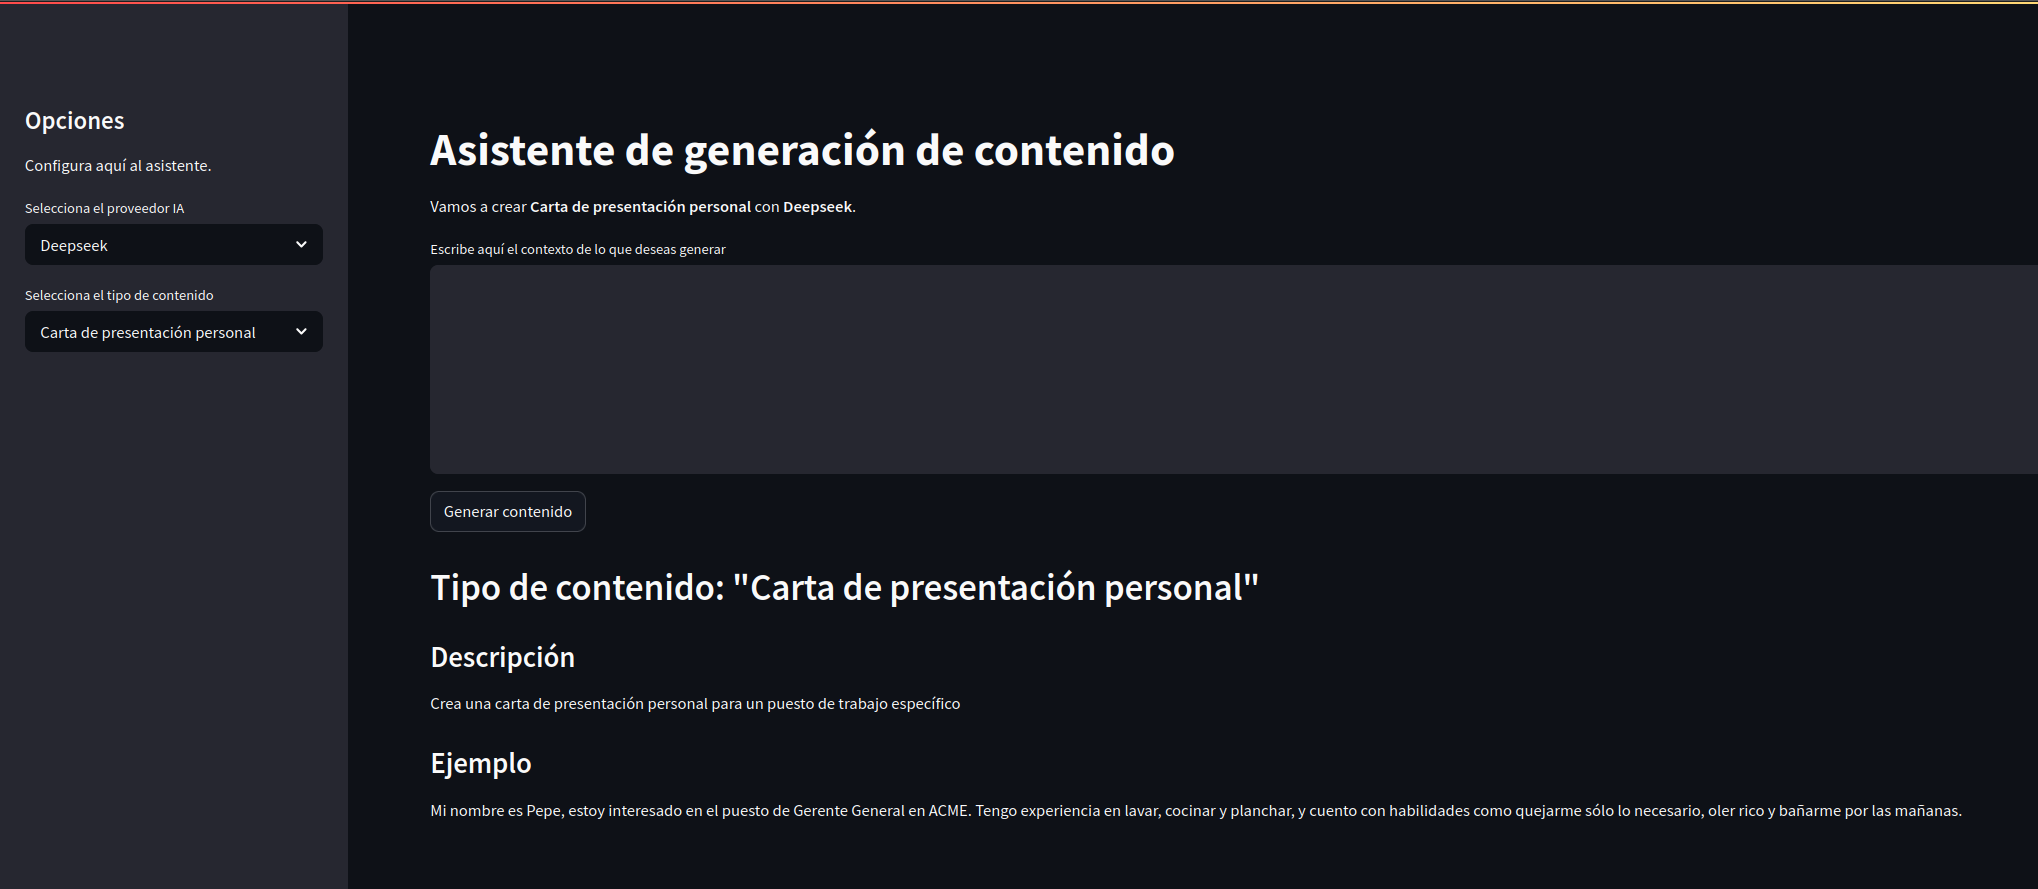 Opciones
Configura aquí al asistente.
Selecciona el proveedor IA
Deepseek
Selecciona el tipo de contenido
Carta de presentación personal
Asistente de generación de contenido
Vamos a crear Carta de presentación personal con Deepseek.
Escribe aquí el contexto de lo que deseas generar
Generar contenido
Tipo de contenido: "Carta de presentación personal"
Descripción
Crea una carta de presentación personal para un puesto de trabajo específico
Ejemplo
Mi nombre es Pepe, estoy interesado en el puesto de Gerente General en ACME. Tengo experiencia en lavar, cocinar y planchar, y cuento con habilidades como quejarme sólo lo necesario, oler rico y bañarme por las mañanas.